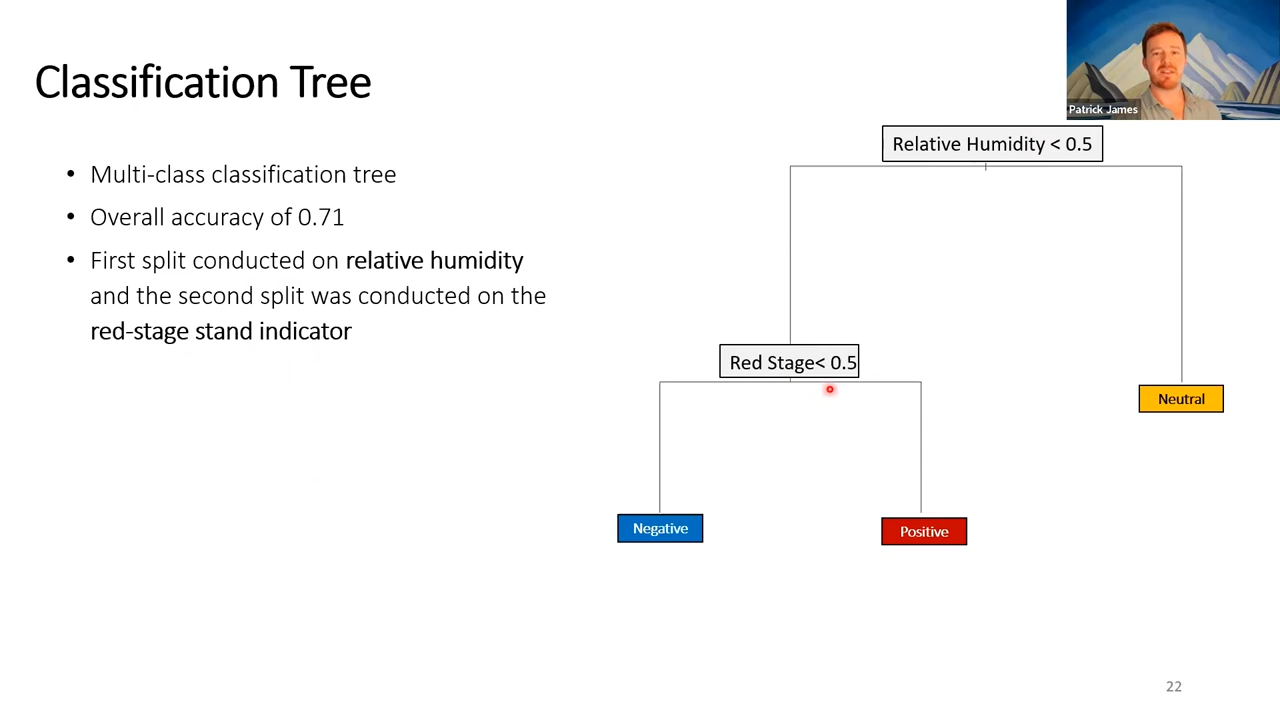 Classification Tree
Patrick James
• Multi-class classification tree
• Overall accuracy of 0.71
• First split conducted on relative humidity
and the second split was conducted on the
red-stage stand indicator
Relative Humidity < 0.5
Red Stage< 0.5
Neutral
Negative
Positive
22